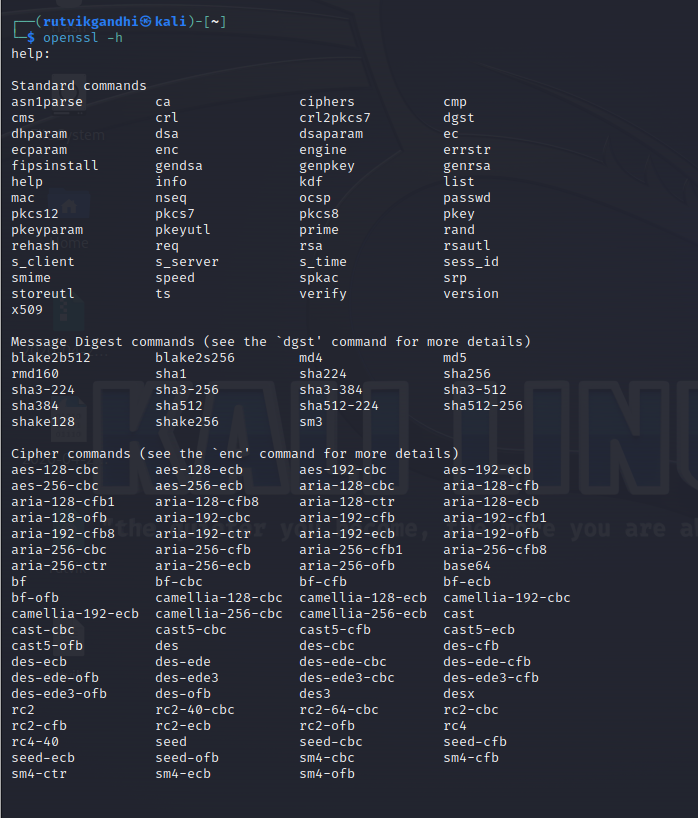 ┌──(rutvikgandhi㉿kali)-[~]
└─$ openssl -h
help:

Standard commands
asn1parse         ca                ciphers           cmp
cms               crl               crl2pkcs7         dgst
dhparam           dsa               dsaparam          ec
ecparam           enc               engine            errstr
fipsinstall       gendsa            genpkey           genrsa
help              info              kdf               list
mac               nseq              ocsp              passwd
pkcs12            pkcs7             pkcs8             pkey
pkeyparam         pkeyutl           prime             rand
rehash            req               rsa               rsautl
s_client          s_server          s_time            sess_id
smime             speed             spkac             srp
storeutl          ts                verify            version
x509

Message Digest commands (see the `dgst' command for more details)
blake2b512        blake2s256        md4               md5
rmd160            sha1              sha224            sha256
sha3-224          sha3-256          sha3-384          sha3-512
sha384            sha512            sha512-224        sha512-256
shake128          shake256          sm3

Cipher commands (see the `enc' command for more details)
aes-128-cbc       aes-128-ecb       aes-192-cbc       aes-192-ecb
aes-256-cbc       aes-256-ecb       aria-128-cbc      aria-128-cfb
aria-128-cfb1     aria-128-cfb8     aria-128-ctr      aria-128-ecb
aria-128-ofb      aria-192-cbc      aria-192-cfb      aria-192-cfb1
aria-192-cfb8     aria-192-ctr      aria-192-ecb      aria-192-ofb
aria-256-cbc      aria-256-cfb      aria-256-cfb1     aria-256-cfb8
aria-256-ctr      aria-256-ecb      aria-256-ofb      base64
bf                bf-cbc            bf-cfb            bf-ecb
bf-ofb            camellia-128-cbc  camellia-128-ecb  camellia-192-cbc
camellia-192-ecb  camellia-256-cbc  camellia-256-ecb  cast
cast-cbc          cast5-cbc         cast5-cfb         cast5-ecb
cast5-ofb         des               des-cbc           des-cfb
des-ecb           des-ede           des-ede-cbc       des-ede-cfb
des-ede-ofb       des-ede3          des-ede3-cbc      des-ede3-cfb
des-ede3-ofb      des-ofb           des3              desx
rc2               rc2-40-cbc        rc2-64-cbc        rc2-cbc
rc2-cfb           rc2-ecb           rc2-ofb           rc4
rc4-40            seed              seed-cbc          seed-cfb
seed-ecb          seed-ofb          sm4-cbc           sm4-cfb
sm4-ctr           sm4-ecb           sm4-ofb